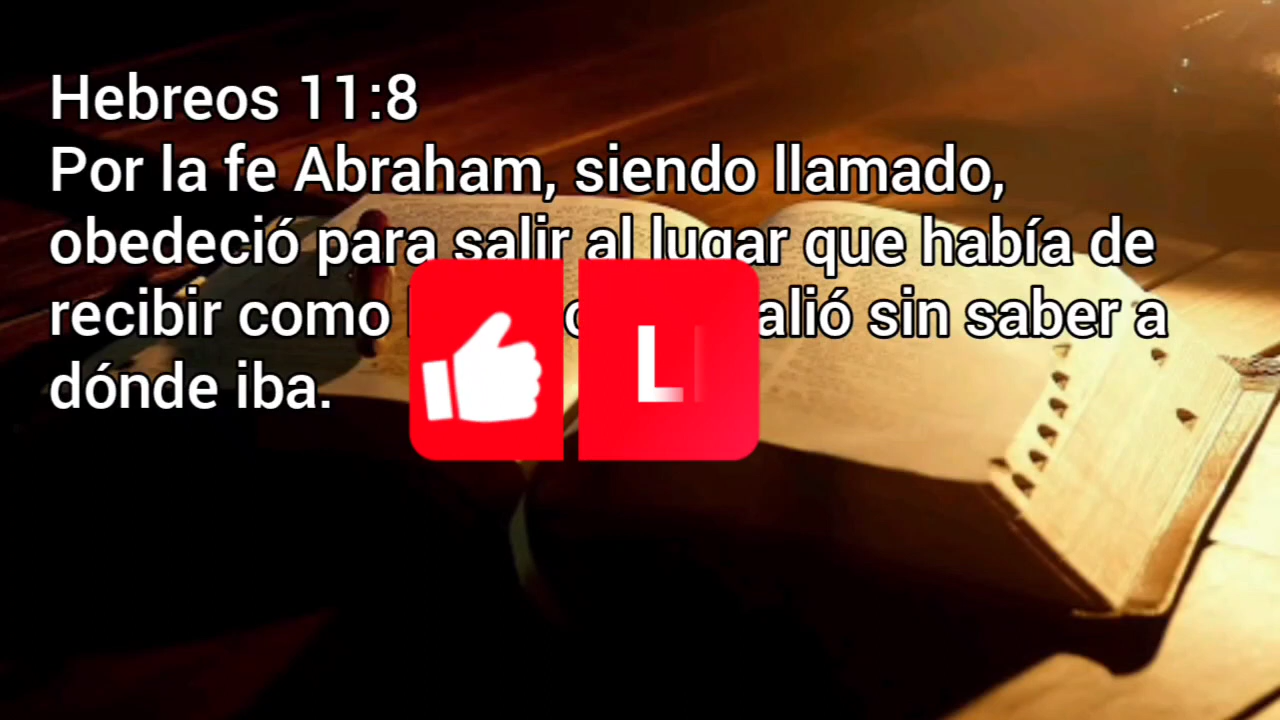 Hebreos 11:8
Por la fe Abraham, siendo llamado,
obedeció para salir al lugar que había de
recibir como alió sin saber a
dónde iba.
L